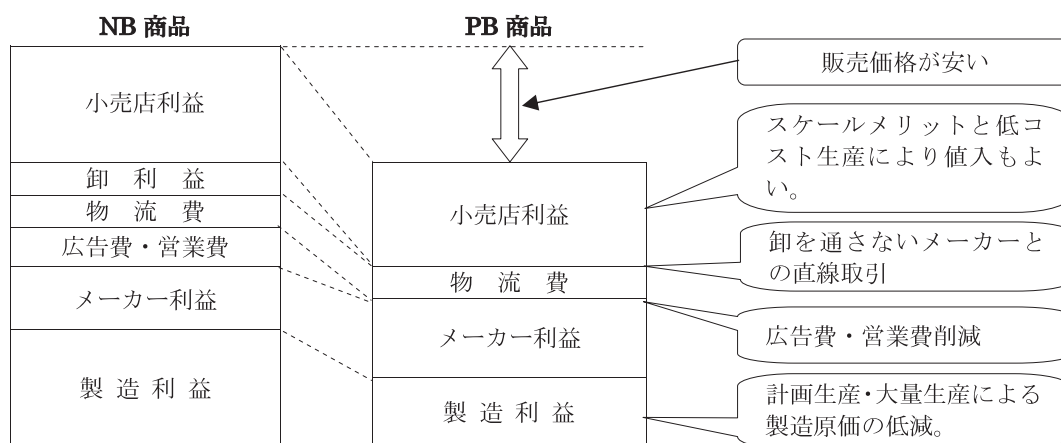 NB 商品
小売店利益
卸 利 益
物 流 費
広告費・営業費
メーカー利益
製 造 利 益
PB 商品
小売店利益
物 流 費
メーカー利益
製 造 利 益
販売価格が安い
スケールメリットと低コ
スト生産により値入もよ
い。
卸を通さないメーカーと
の直線取引
広告費・営業費削減
計画生産・大量生産による
製造原価の低減。